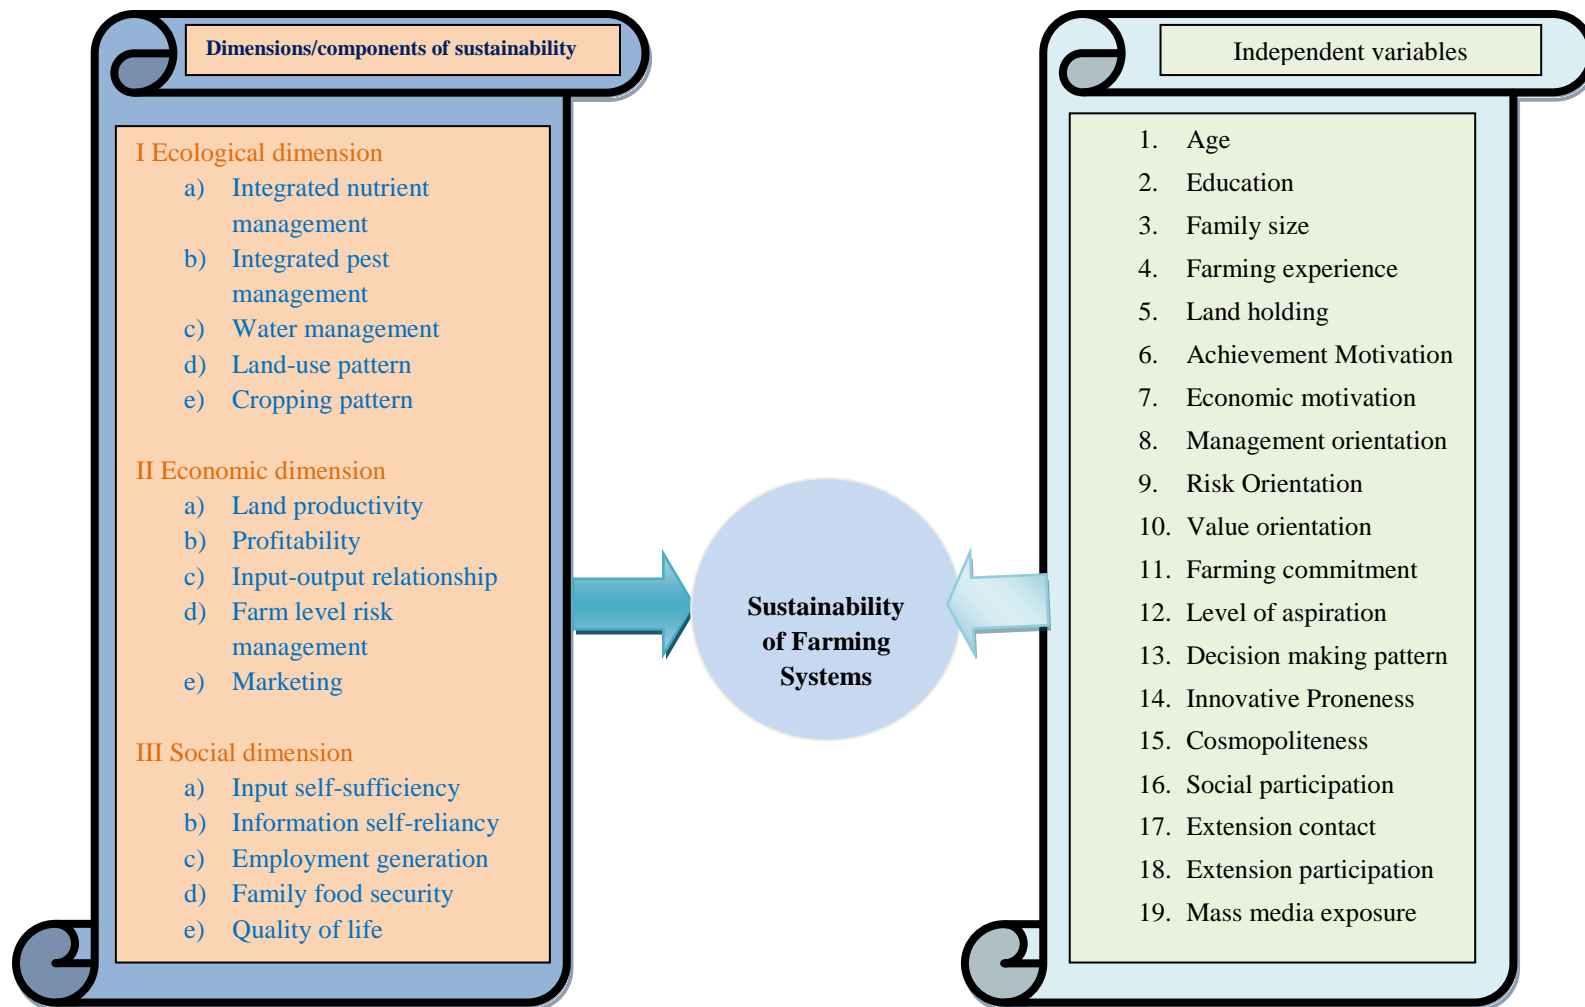 Dimensions/components of sustainability
I Ecological dimension
a) Integrated nutrient
management
b) Integrated pest
management
c) Water management
d) Land-use pattern
e) Cropping pattern
II Economic dimension
a) Land productivity
b) Profitability
c) Input-output relationship
d) Farm level risk
management
e) Marketing
III Social dimension
a) Input self-sufficiency
b) Information self-reliancy
c) Employment generation
d) Family food security
e) Quality of life
Sustainability
of Farming
Systems
Independent variables
1. Age
2. Education
3. Family size
4. Farming experience
5. Land holding
6. Achievement Motivation
7. Economic motivation
8. Management orientation
9. Risk Orientation
10. Value orientation
11. Farming commitment
12. Level of aspiration
13. Decision making pattern
14. Innovative Proneness
15. Cosmopoliteness
16. Social participation
17. Extension contact
18. Extension participation
19. Mass media exposure